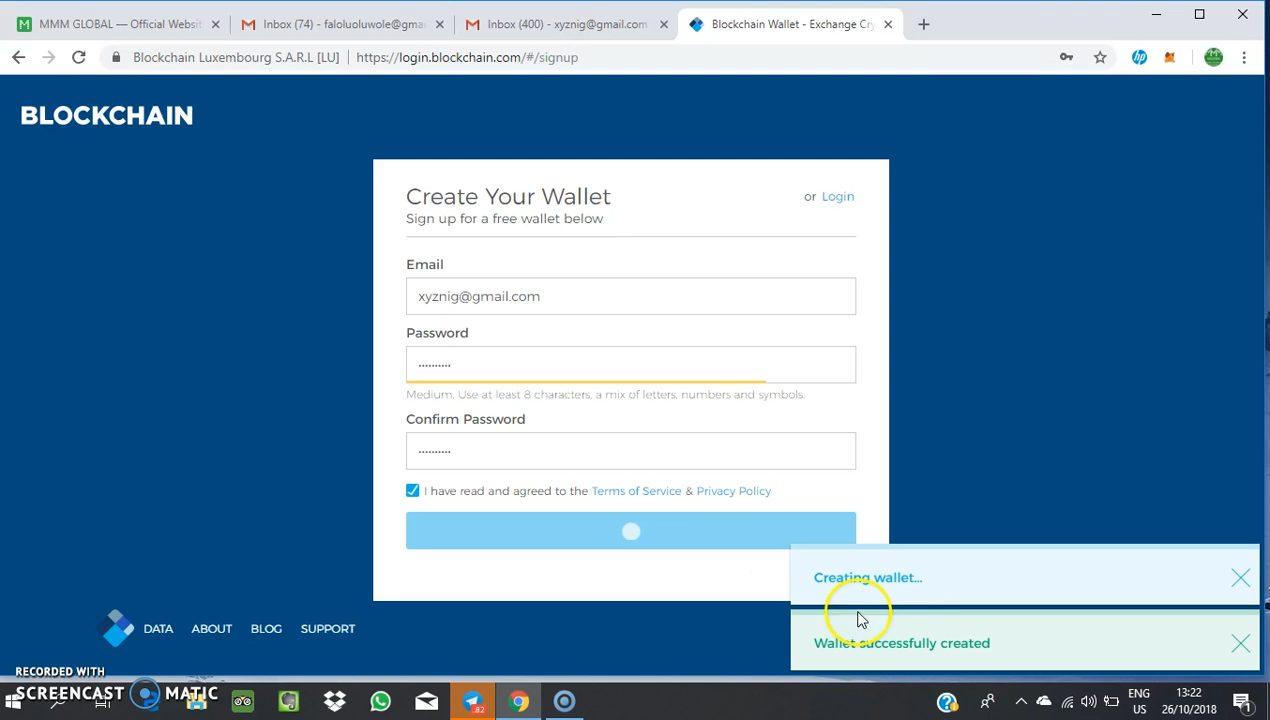 MMM GLOBAL — Official Websit
Inbox (74) - faloluoluwole@gmai
Inbox (400) - xyznig@gmail.com
Blockchain Wallet - Exchange Cry
Blockchain Luxembourg S.A.R.L [LU]
https://login.blockchain.com/#/signup
BLOCKCHAIN
Create Your Wallet
or Login
Sign up for a free wallet below
Email
xyznig@gmail.com
Password
Medium. Use at least 8 characters, a mix of letters, numbers and symbols.
Confirm Password
I have read and agreed to the Terms of Service & Privacy Policy
Creating wallet...
Wallet successfully created
DATA ABOUT BLOG SUPPORT
RECORDED WITH
SCREENCAST MATIC
82
ENG
US
13:22
26/10/2018
1